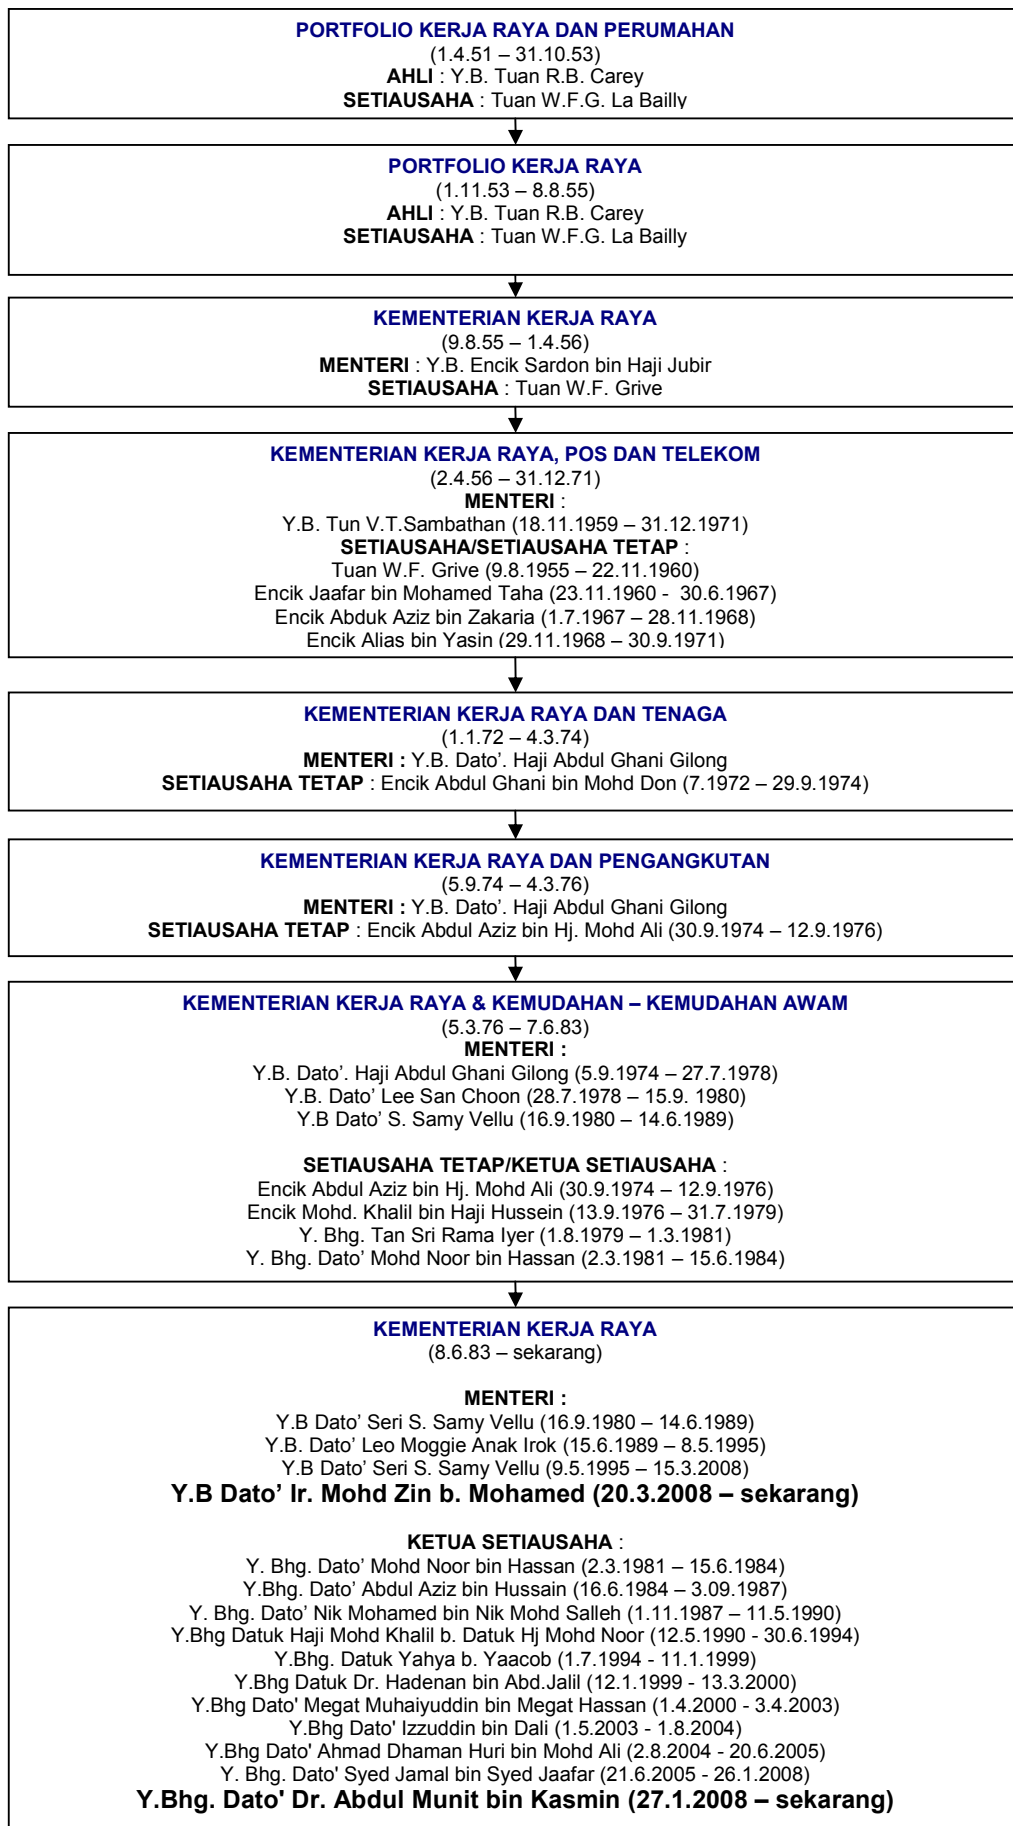 PORTFOLIO KERJA RAYA DAN PERUMAHAN
(1.4.51 – 31.10.53)
AHLI : Y.B. Tuan R.B. Carey
SETIAUSAHA : Tuan W.F.G. La Bailly
PORTFOLIO KERJA RAYA
(1.11.53 – 8.8.55)
AHLI : Y.B. Tuan R.B. Carey
SETIAUSAHA : Tuan W.F.G. La Bailly
KEMENTERIAN KERJA RAYA
(9.8.55 – 1.4.56)
MENTERI : Y.B. Encik Sardon bin Haji Jubir
SETIAUSAHA : Tuan W.F. Grive
KEMENTERIAN KERJA RAYA, POS DAN TELEKOM
(2.4.56 – 31.12.71)
MENTERI :
Y.B. Tun V.T.Sambathan (18.11.1959 – 31.12.1971)
SETIAUSAHA/SETIAUSAHA TETAP :
Tuan W.F. Grive (9.8.1955 – 22.11.1960)
Encik Jaafar bin Mohamed Taha (23.11.1960 - 30.6.1967)
Encik Abduk Aziz bin Zakaria (1.7.1967 – 28.11.1968)
Encik Alias bin Yasin (29.11.1968 – 30.9.1971)
KEMENTERIAN KERJA RAYA DAN TENAGA
(1.1.72 – 4.3.74)
MENTERI : Y.B. Dato’. Haji Abdul Ghani Gilong
SETIAUSAHA TETAP : Encik Abdul Ghani bin Mohd Don (7.1972 – 29.9.1974)
KEMENTERIAN KERJA RAYA DAN PENGANGKUTAN
(5.9.74 – 4.3.76)
MENTERI : Y.B. Dato’. Haji Abdul Ghani Gilong
SETIAUSAHA TETAP : Encik Abdul Aziz bin Hj. Mohd Ali (30.9.1974 – 12.9.1976)
KEMENTERIAN KERJA RAYA & KEMUDAHAN – KEMUDAHAN AWAM
(5.3.76 – 7.6.83)
MENTERI :
Y.B. Dato’. Haji Abdul Ghani Gilong (5.9.1974 – 27.7.1978)
Y.B. Dato’ Lee San Choon (28.7.1978 – 15.9. 1980)
Y.B Dato’ S. Samy Vellu (16.9.1980 – 14.6.1989)
SETIAUSAHA TETAP/KETUA SETIAUSAHA :
Encik Abdul Aziz bin Hj. Mohd Ali (30.9.1974 – 12.9.1976)
Encik Mohd. Khalil bin Haji Hussein (13.9.1976 – 31.7.1979)
Y. Bhg. Tan Sri Rama Iyer (1.8.1979 – 1.3.1981)
Y. Bhg. Dato’ Mohd Noor bin Hassan (2.3.1981 – 15.6.1984)
KEMENTERIAN KERJA RAYA
(8.6.83 – sekarang)
MENTERI :
Y.B Dato’ Seri S. Samy Vellu (16.9.1980 – 14.6.1989)
Y.B. Dato’ Leo Moggie Anak Irok (15.6.1989 – 8.5.1995)
Y.B Dato’ Seri S. Samy Vellu (9.5.1995 – 15.3.2008)
Y.B Dato’ Ir. Mohd Zin b. Mohamed (20.3.2008 – sekarang)
KETUA SETIAUSAHA :
Y. Bhg. Dato’ Mohd Noor bin Hassan (2.3.1981 – 15.6.1984)
Y.Bhg. Dato’ Abdul Aziz bin Hussain (16.6.1984 – 3.09.1987)
Y. Bhg. Dato’ Nik Mohamed bin Nik Mohd Salleh (1.11.1987 – 11.5.1990)
Y.Bhg Datuk Haji Mohd Khalil b. Datuk Hj Mohd Noor (12.5.1990 - 30.6.1994)
Y.Bhg. Datuk Yahya b. Yaacob (1.7.1994 - 11.1.1999)
Y.Bhg Datuk Dr. Hadenan bin Abd.Jalil (12.1.1999 - 13.3.2000)
Y.Bhg Dato' Megat Muhaiyuddin bin Megat Hassan (1.4.2000 - 3.4.2003)
Y.Bhg Dato' Izzuddin bin Dali (1.5.2003 - 1.8.2004)
Y.Bhg Dato' Ahmad Dhaman Huri bin Mohd Ali (2.8.2004 - 20.6.2005)
Y. Bhg. Dato' Syed Jamal bin Syed Jaafar (21.6.2005 - 26.1.2008)
Y.Bhg. Dato' Dr. Abdul Munit bin Kasmin (27.1.2008 – sekarang)